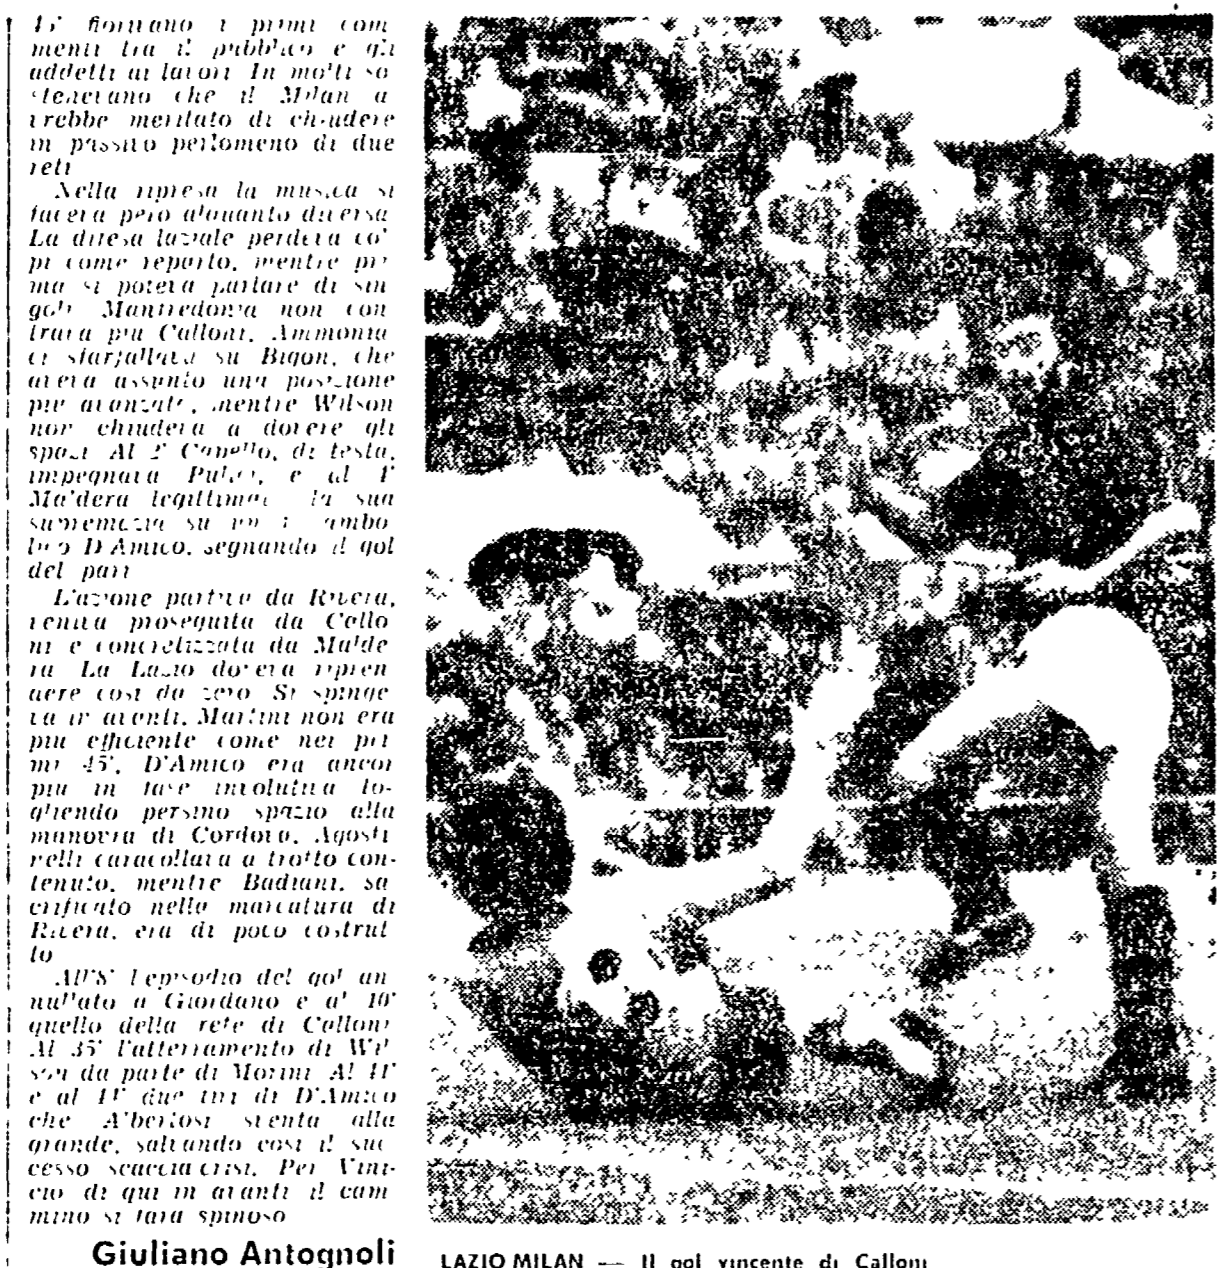 45' fiorivano i primi com
menti tra il pubblico e gli
addetti ai lavori In molti so
stenevano che il Milan a
vrebbe meritato di chiudere
in passivo perlomeno di due
reti
Nella ripresa la musica si
faceva però alquanto diversa
La difesa laziale perdeva col
pi come reparto, mentre pri
ma si poteva parlare di sin
goli Manfredonia non con
trava più Calloni, Ammonia
ci sfarfallava su Bigon, che
aveva assunto una posizione
più avanzata, mentre Wilson
non chiudeva a dovere gli
spazi Al 2' Capello, di testa,
impegnava Pulici, e al
Maldera legittimava la sua
supremazia su un
D'Amico, segnando il gol
del pari
L'azione partita da Rivera,
veniva proseguita da Callo
ni e concretizzata da Malde
ra La Lazio doveva ripren
dere così da zero Si spinge
va in avanti, Martini non era
più efficiente come nei pri
mi 45', D'Amico era ancor
più in fase involutiva to-
gliendo persino spazio alla
manovra di Cordova, Agosti
nelli caracollava a trotto con-
tenuto, mentre Badiani, sa
crificato nella marcatura di
Rivera, era di poco costrut
to
All'8' l'episodio del gol an
nullato a Giordano e al 10'
quello della rete di Calloni
Al 35' l'atterramento di Wil
son da parte di Morini Al
e al due tiri di D'Amico
che Albertosi sventa alla
grande, salvando così il suc
cesso scacciacrisi. Per Vini-
cio di qui in avanti il cam
mino si farà spinoso
Giuliano Antognoli
LAZIO MILAN — Il gol vincente di Calloni